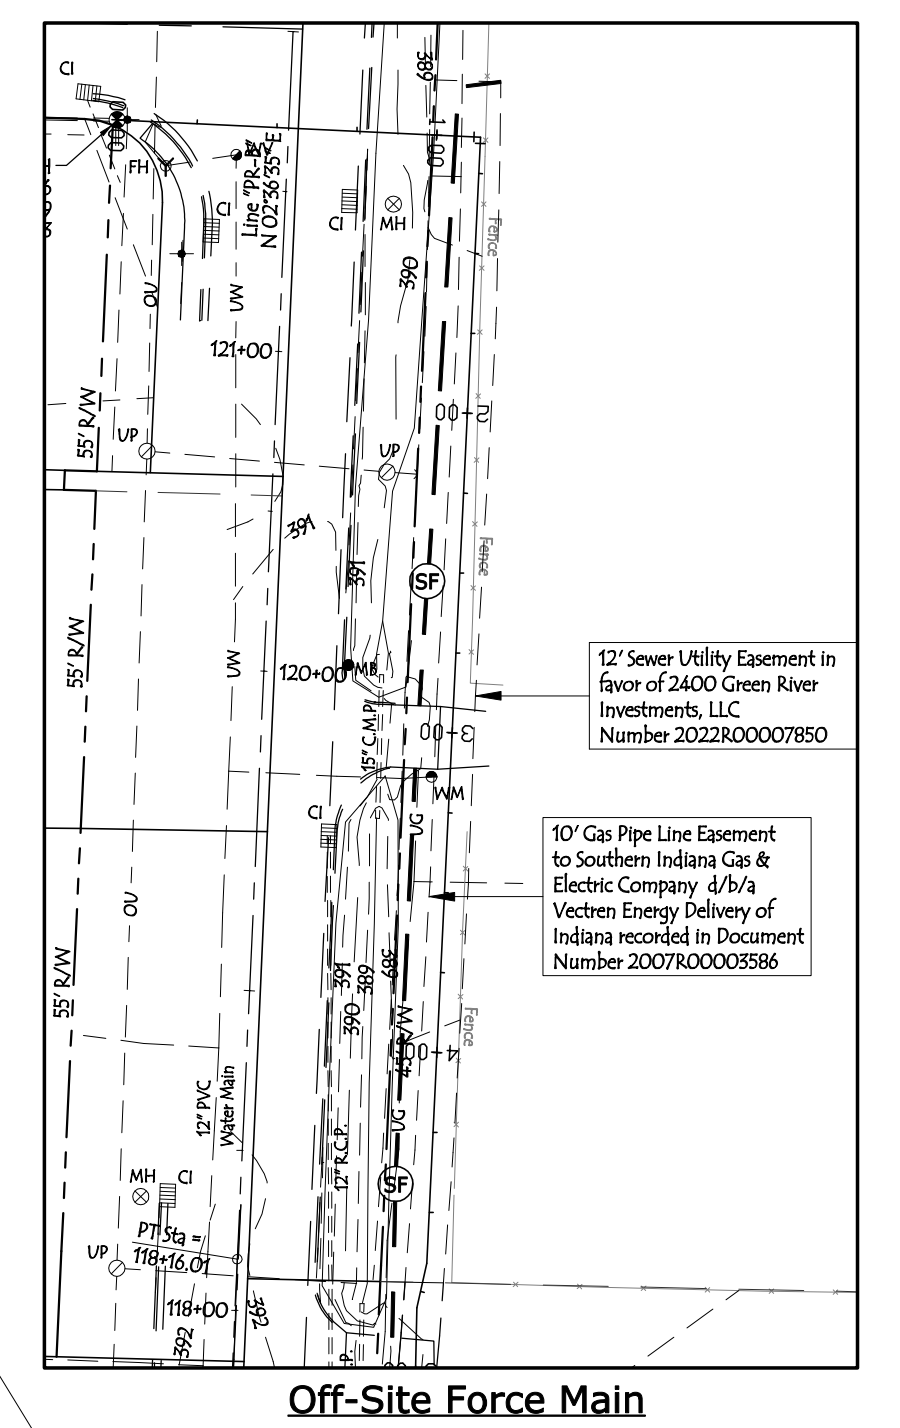 CI
389
1+00
FH
WV
Line "PR-B"
N 02°36'35" E
CI
CI
MH
Fence
390
OU
UW
121+00
55' R/W
2+00
UP
UP
391
Fence
391
SF
55' R/W
UW
120+00
MB
12' Sewer Utility Easement in
favor of 2400 Green River
Investments, LLC
Number 2022R00007850
15" C.M.P.
3+00
WM
CI
UG
10' Gas Pipe Line Easement
to Southern Indiana Gas &
Electric Company d/b/a
Vectren Energy Delivery of
Indiana recorded in Document
Number 2007R00003586
OU
55' R/W
391
389
389
390
45' R/W
Fence
4+00
12" PVC
Water Main
UG
12" R.C.P.
MH
CI
SF
PT Sta =
118+16.01
UP
118+00
392
392
P.
Off-Site Force Main